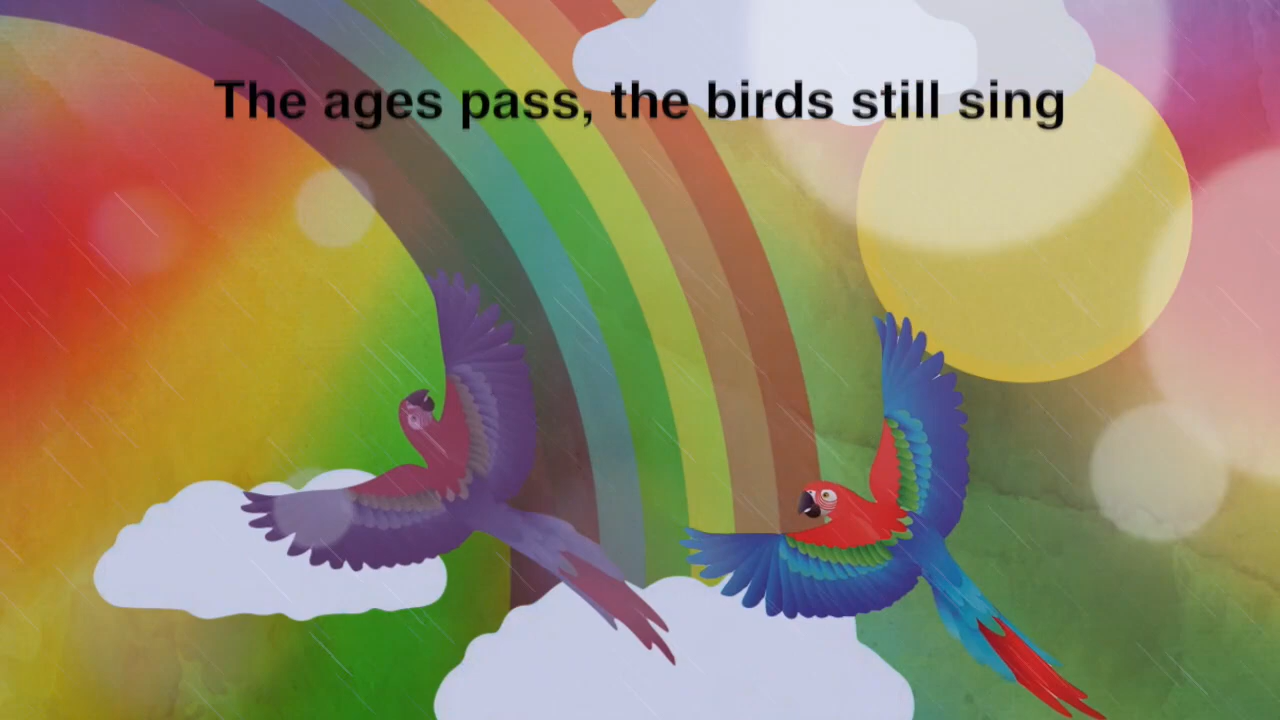 The ages pass, the birds still sing